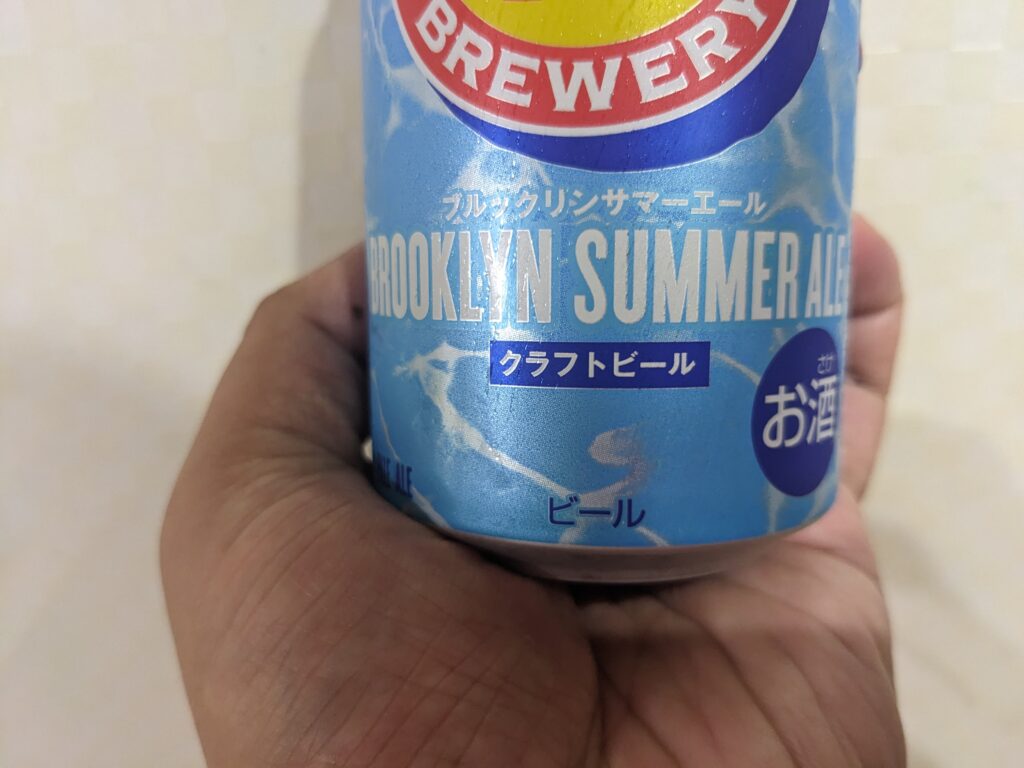 BREWERY
ブルックリンサマーエール
BROOKLYN SUMMER ALE
クラフトビール
さけ
お酒
ALE
ビール